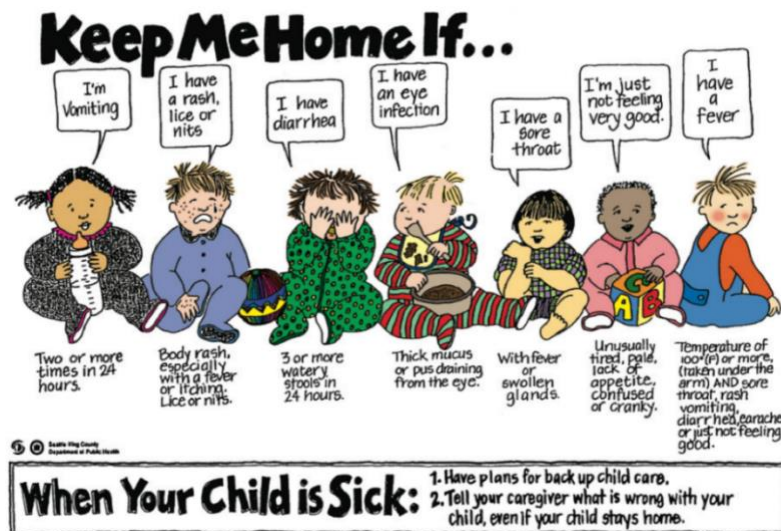 Keep Me Home If...
I'm
Vomiting
I have
a rash,
lice or
nits
I have
diarrhea
I have
an eye
infection
I have a
sore
throat
I'm just
not feeling
very good.
I
have
a
fever
Two or more
times in 24
hours.
Body rash,
especially
with a fever
or itching.
Lice or nits.
3 or more
watery
stools in
24 hours.
Thick mucus
or pus draining
from the eye.
With fever
or
swollen
glands.
Unusually
tired, pale,
lack of
appetite,
confused
or cranky.
Temperature of
100°(F) or more,
(taken under the
arm) AND sore
throat, rash
vomiting,
diarrhea, earache
or just not feeling
good.
A B
C
Seattle-King County
Department of Public Health
When Your Child is Sick:
1. Have plans for back up child care.
2. Tell your caregiver what is wrong with your
child, even if your child stays home.